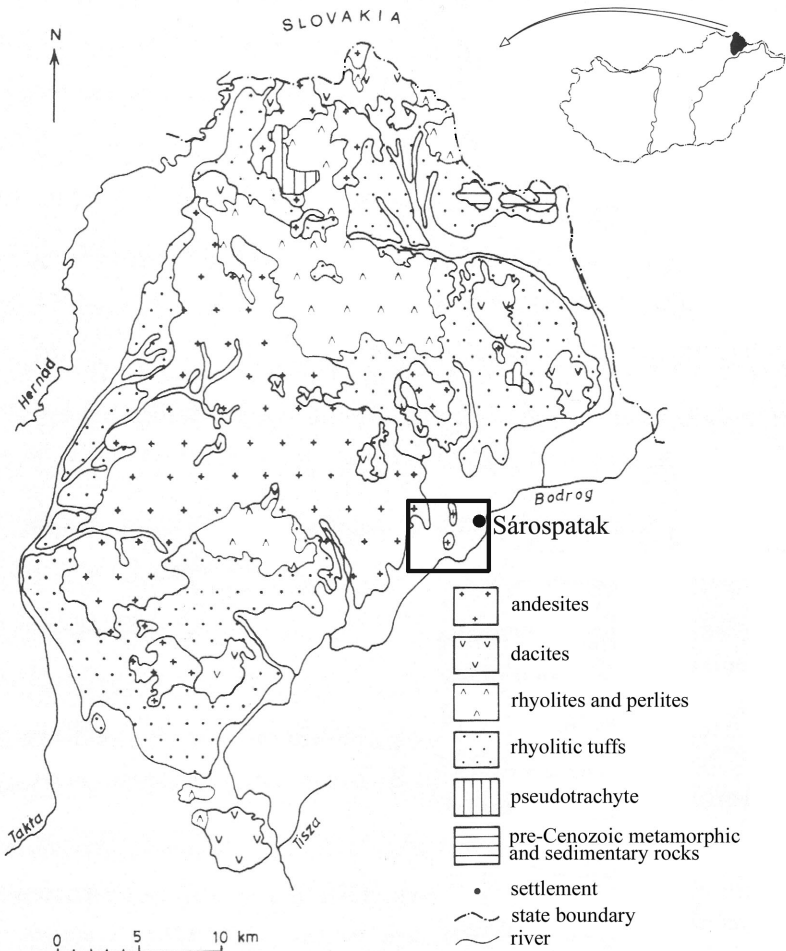 SLOVAKIA
N
Hernád
Bodrog
Sárospatak
andesites
dacites
rhyolites and perlites
rhyolitic tuffs
pseudotrachyte
pre-Cenozoic metamorphic
and sedimentary rocks
settlement
state boundary
river
Takta
Tisza
0 5 10 km